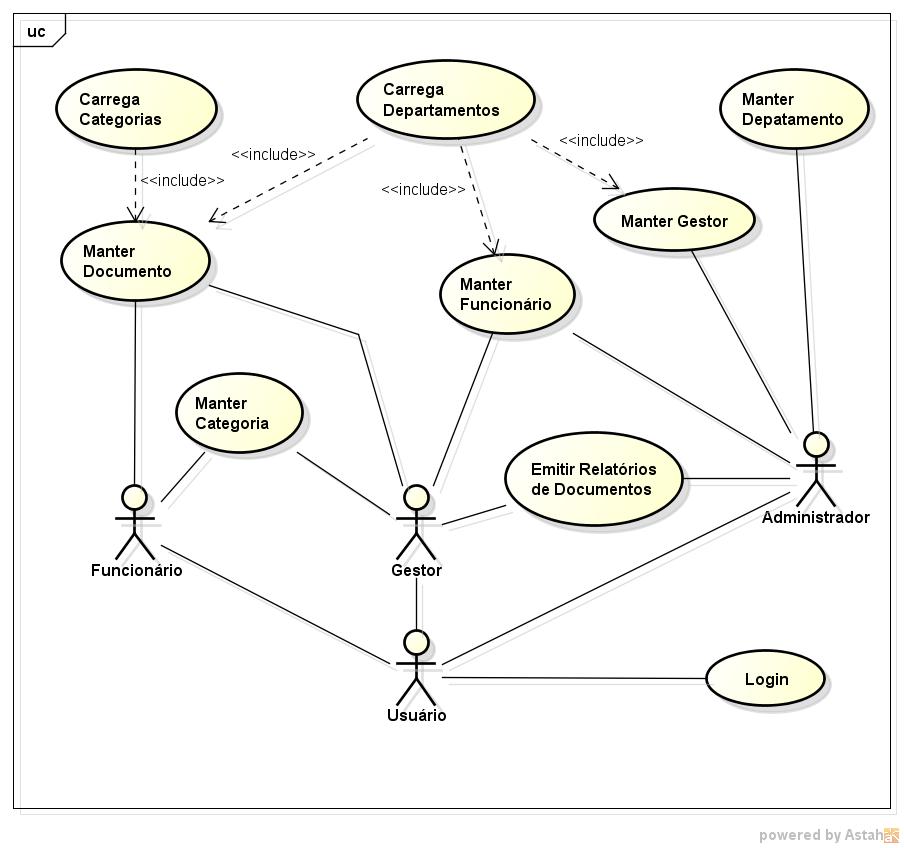 uc
Carrega
Categorias
Carrega
Departamentos
Manter
Depatamento
<<include>>
<<include>>
<<include>>
<<include>>
Manter Gestor
Manter
Documento
Manter
Funcionário
Manter
Categoria
Emitir Relatórios
de Documentos
Administrador
Funcionário
Gestor
Login
Usuário
powered by Astah